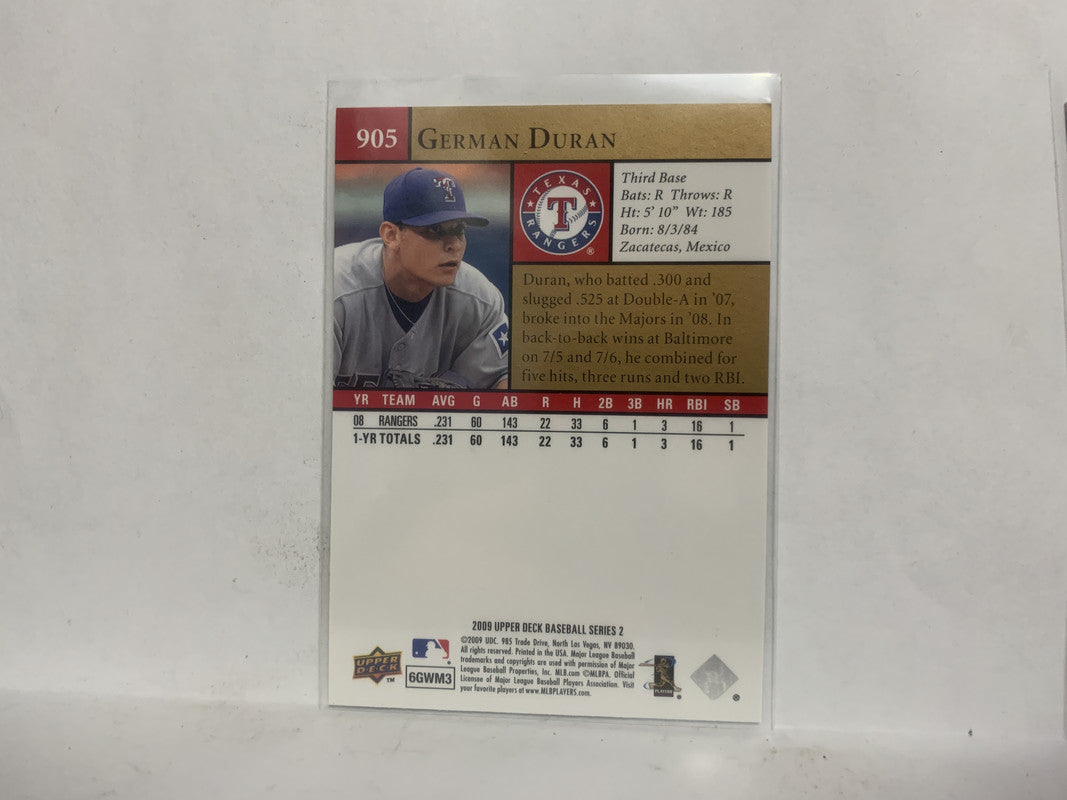 905 GERMAN DURAN
T
TEXAS RANGERS
T
®
Third Base
Bats: R Throws: R
Ht: 5' 10" Wt: 185
Born: 8/3/84
Zacatecas, Mexico
Duran, who batted .300 and
slugged .525 at Double-A in '07,
broke into the Majors in '08. In
back-to-back wins at Baltimore
on 7/5 and 7/6, he combined for
five hits, three runs and two RBI.
YR TEAM AVG G AB R H 2B 3B HR RBI SB
08 RANGERS .231 60 143 22 33 6 1 3 16 1
1-YR TOTALS .231 60 143 22 33 6 1 3 16 1
2009 UPPER DECK BASEBALL SERIES 2
©2009 UDC. 985 Trade Drive, North Las Vegas, NV 89030.
All rights reserved. Printed in the USA. Major League Baseball
trademarks and copyrights are used with permission of Major
League Baseball Properties, Inc. MLB.com ©MLBPA. Official
Licensee of Major League Baseball Players Association. Visit
your favorite players at www.MLBPLAYERS.com.
UPPER DECK ™
6GWM3
PLAYERS
®
®